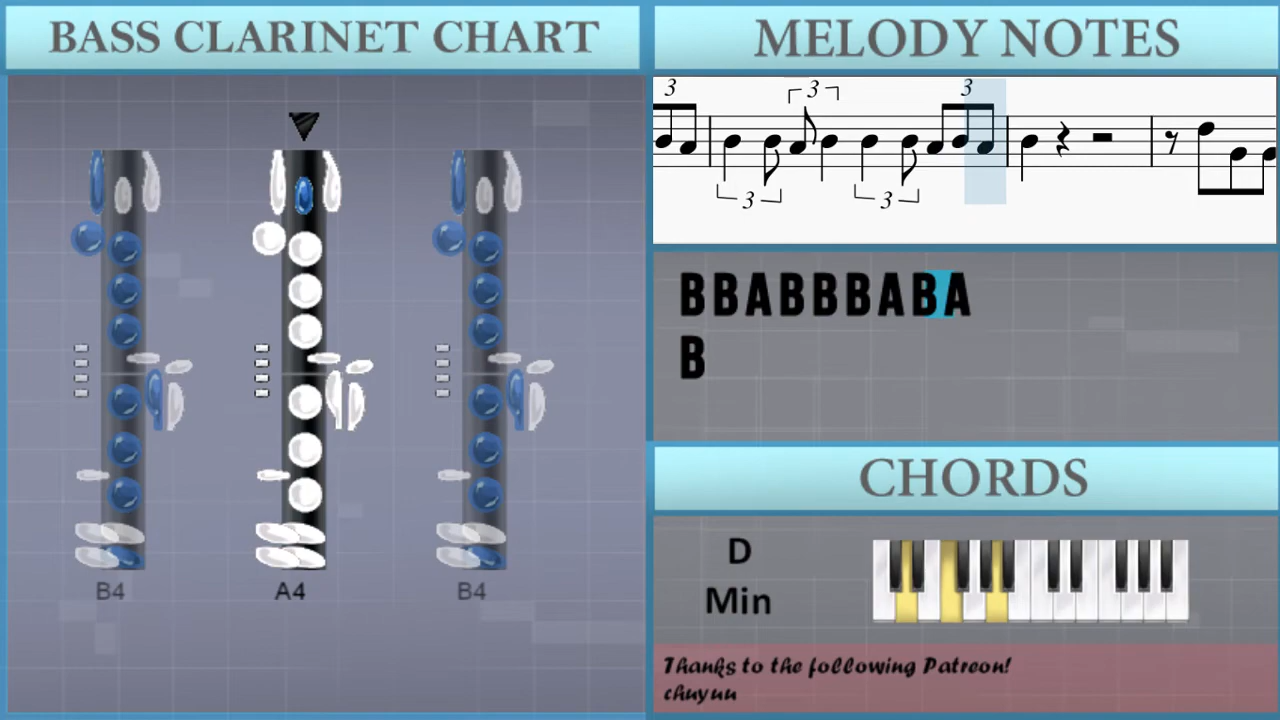 BASS CLARINET CHART
B4
A4
B4
MELODY NOTES
3
3
3
3
3
BBABBBABA
B
CHORDS
D
Min
Thanks to the following Patreon!
chuyuu